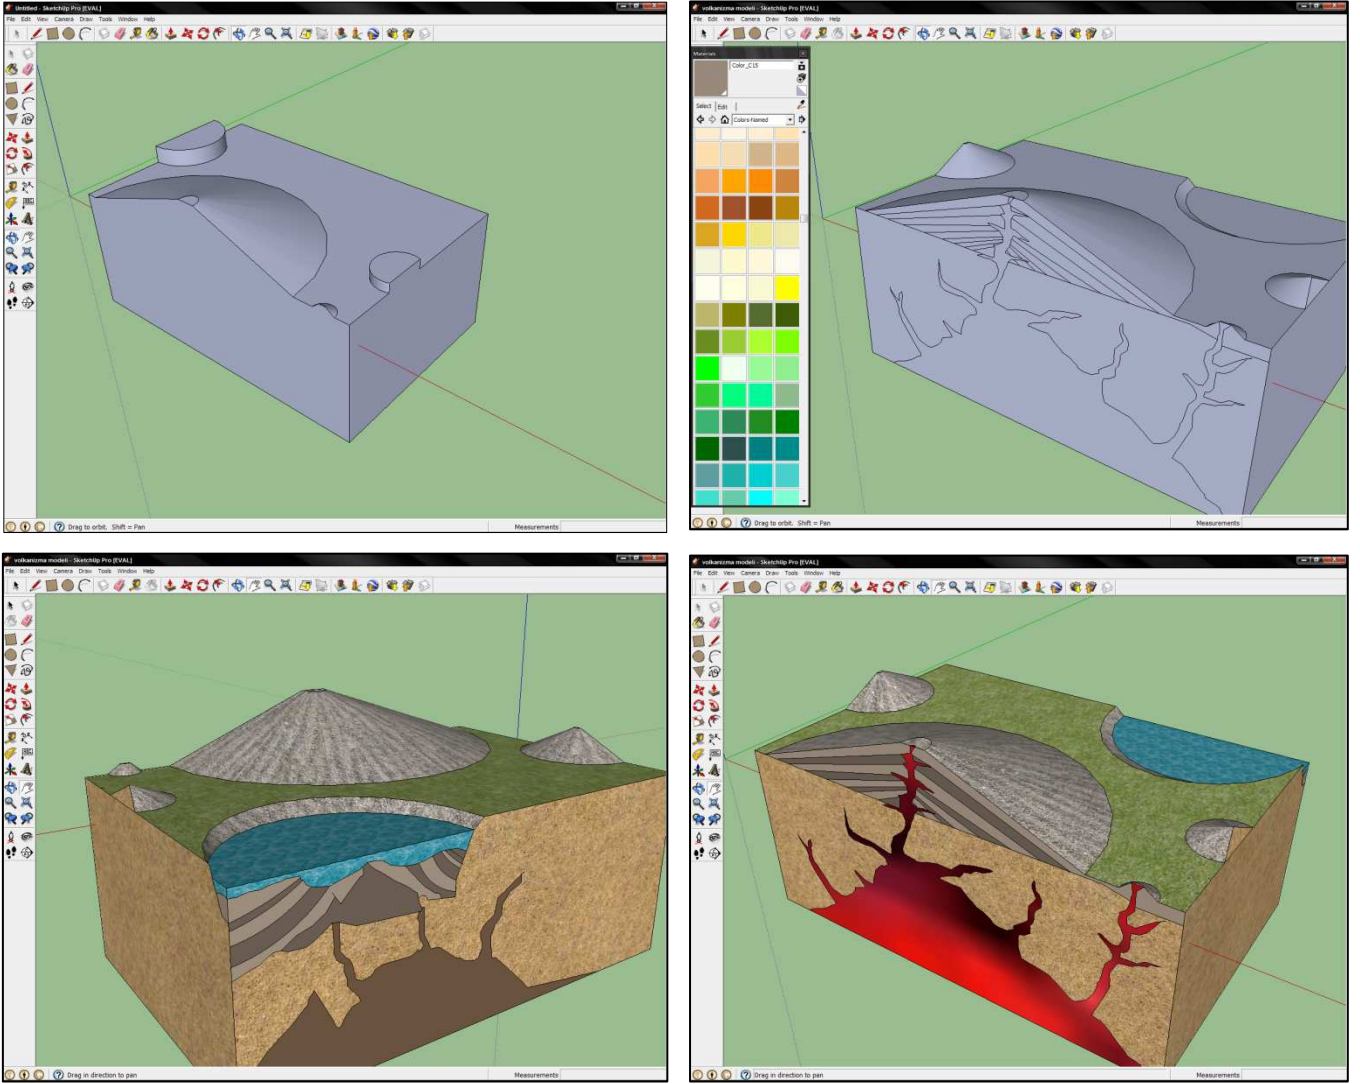 Untitled - SketchUp Pro [EVAL]
File Edit View Camera Draw Tools Window Help
Drag to orbit. Shift = Pan
Measurements
volkanizma modeli - SketchUp Pro [EVAL]
File Edit View Camera Draw Tools Window Help
Materials
Color_C15
Select Edit
Colors-Named
Drag to orbit. Shift = Pan
Measurements
volkanizma modeli - SketchUp Pro [EVAL]
File Edit View Camera Draw Tools Window Help
Drag in direction to pan
Measurements
volkanizma modeli - SketchUp Pro [EVAL]
File Edit View Camera Draw Tools Window Help
Drag in direction to pan
Measurements